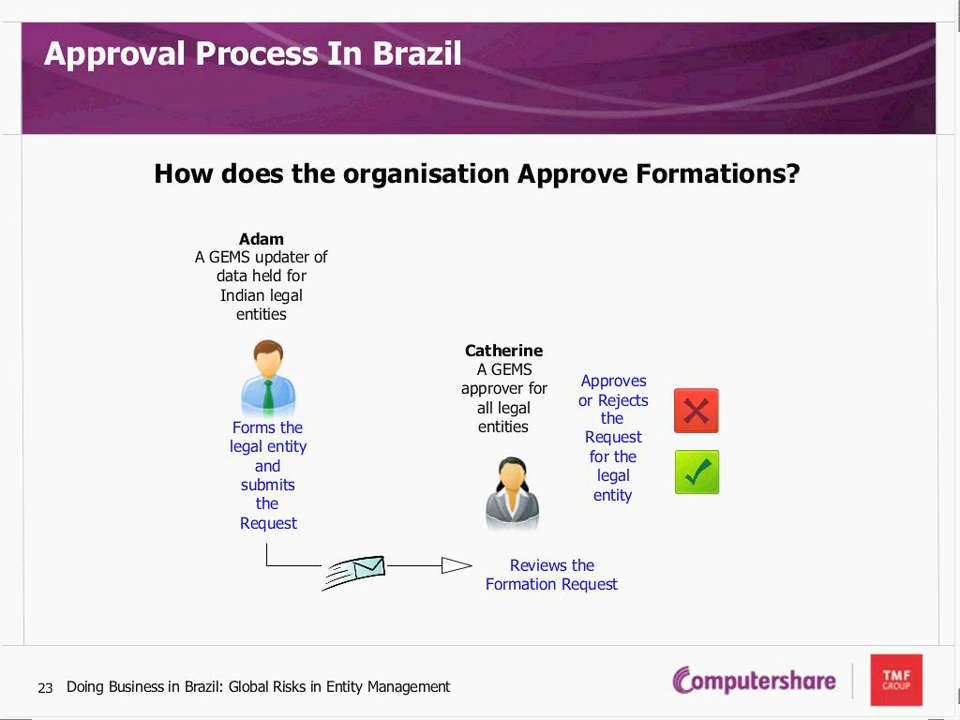 Approval Process In Brazil
How does the organisation Approve Formations?
Adam
A GEMS updater of
data held for
Indian legal
entities
Forms the
legal entity
and
submits
the
Request
Catherine
A GEMS
approver for
all legal
entities
Approves
or Rejects
the
Request
for the
legal
entity
Reviews the
Formation Request
23 Doing Business in Brazil: Global Risks in Entity Management
Computershare
TMF
GROUP